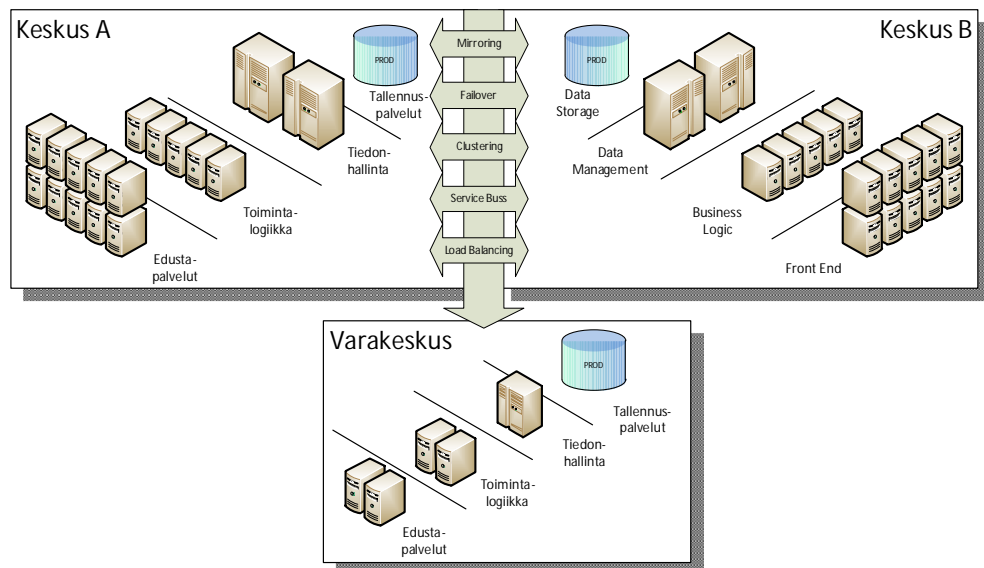 Keskus A
PROD
Tallennus-
palvelut
Tiedon-
hallinta
Toiminta-
logiikka
Edusta-
palvelut
Mirroring
Failover
Clustering
Service Buss
Load Balancing
Keskus B
PROD
Data
Storage
Data
Management
Business
Logic
Front End
Varakeskus
PROD
Tallennus-
palvelut
Tiedon-
hallinta
Toiminta-
logiikka
Edusta-
palvelut